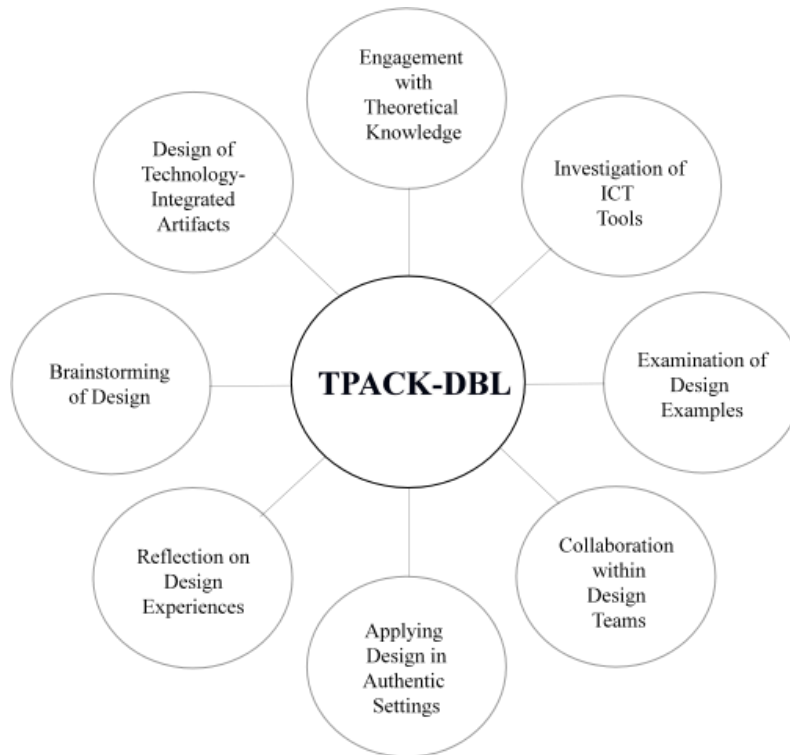 Engagement
with
Theoretical
Knowledge
Design of
Technology-
Integrated
Artifacts
Investigation of
ICT
Tools
Brainstorming
of Design
TPACK-DBL
Examination of
Design
Examples
Reflection on
Design
Experiences
Collaboration
within
Design
Teams
Applying
Design in
Authentic
Settings